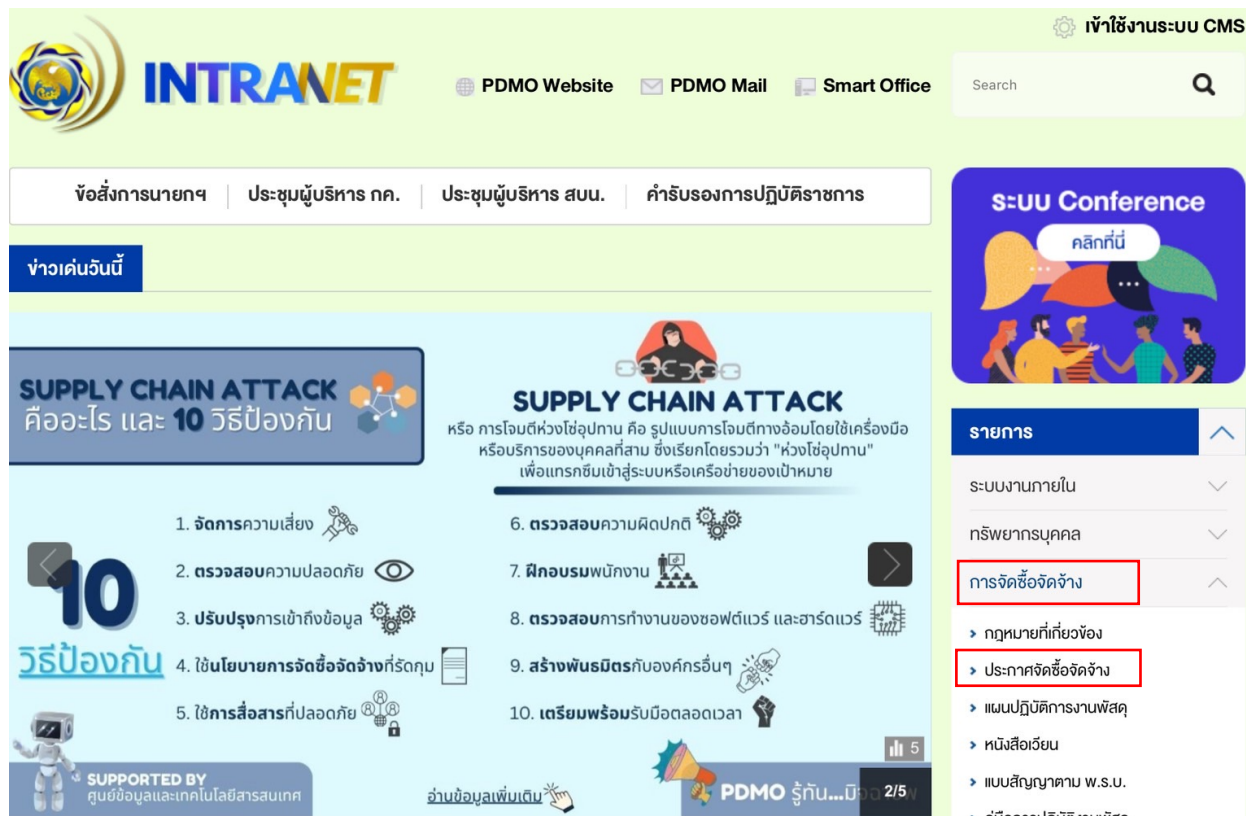 เข้าใช้งานระบบ CMS
INTRANET
PDMO Website
PDMO Mail
Smart Office
Search
ข้อสั่งการนายกฯ
ประชุมผู้บริหาร กค.
ประชุมผู้บริหาร สบน.
คำรับรองการปฏิบัติราชการ
ระบบ Conference
คลิกที่นี่
ข่าวเด่นวันนี้
SUPPLY CHAIN ATTACK
คืออะไร และ 10 วิธีป้องกัน
SUPPLY CHAIN ATTACK
หรือ การโจมตีห่วงโซ่อุปทาน คือ รูปแบบการโจมตีทางอ้อมโดยใช้เครื่องมือ
หรือบริการของบุคคลที่สาม ซึ่งเรียกโดยรวมว่า "ห่วงโซ่อุปทาน"
เพื่อแทรกซึมเข้าสู่ระบบหรือเครือข่ายของเป้าหมาย
10
วิธีป้องกัน
1. จัดการความเสี่ยง
2. ตรวจสอบความปลอดภัย
3. ปรับปรุงการเข้าถึงข้อมูล
4. ใช้นโยบายการจัดซื้อจัดจ้างที่รัดกุม
5. ใช้การสื่อสารที่ปลอดภัย
6. ตรวจสอบความผิดปกติ
7. ฝึกอบรมพนักงาน
8. ตรวจสอบการทำงานของซอฟต์แวร์ และฮาร์ดแวร์
9. สร้างพันธมิตรกับองค์กรอื่นๆ
10. เตรียมพร้อมรับมือตลอดเวลา
SUPPORTED BY
ศูนย์ข้อมูลและเทคโนโลยีสารสนเทศ
อ่านข้อมูลเพิ่มเติม
5
PDMO รู้ทัน...
2/5
รายการ
ระบบงานภายใน
ทรัพยากรบุคคล
การจัดซื้อจัดจ้าง
กฎหมายที่เกี่ยวข้อง
ประกาศจัดซื้อจัดจ้าง
แผนปฏิบัติการงานพัสดุ
หนังสือเวียน
แบบสัญญาตาม พ.ร.บ.